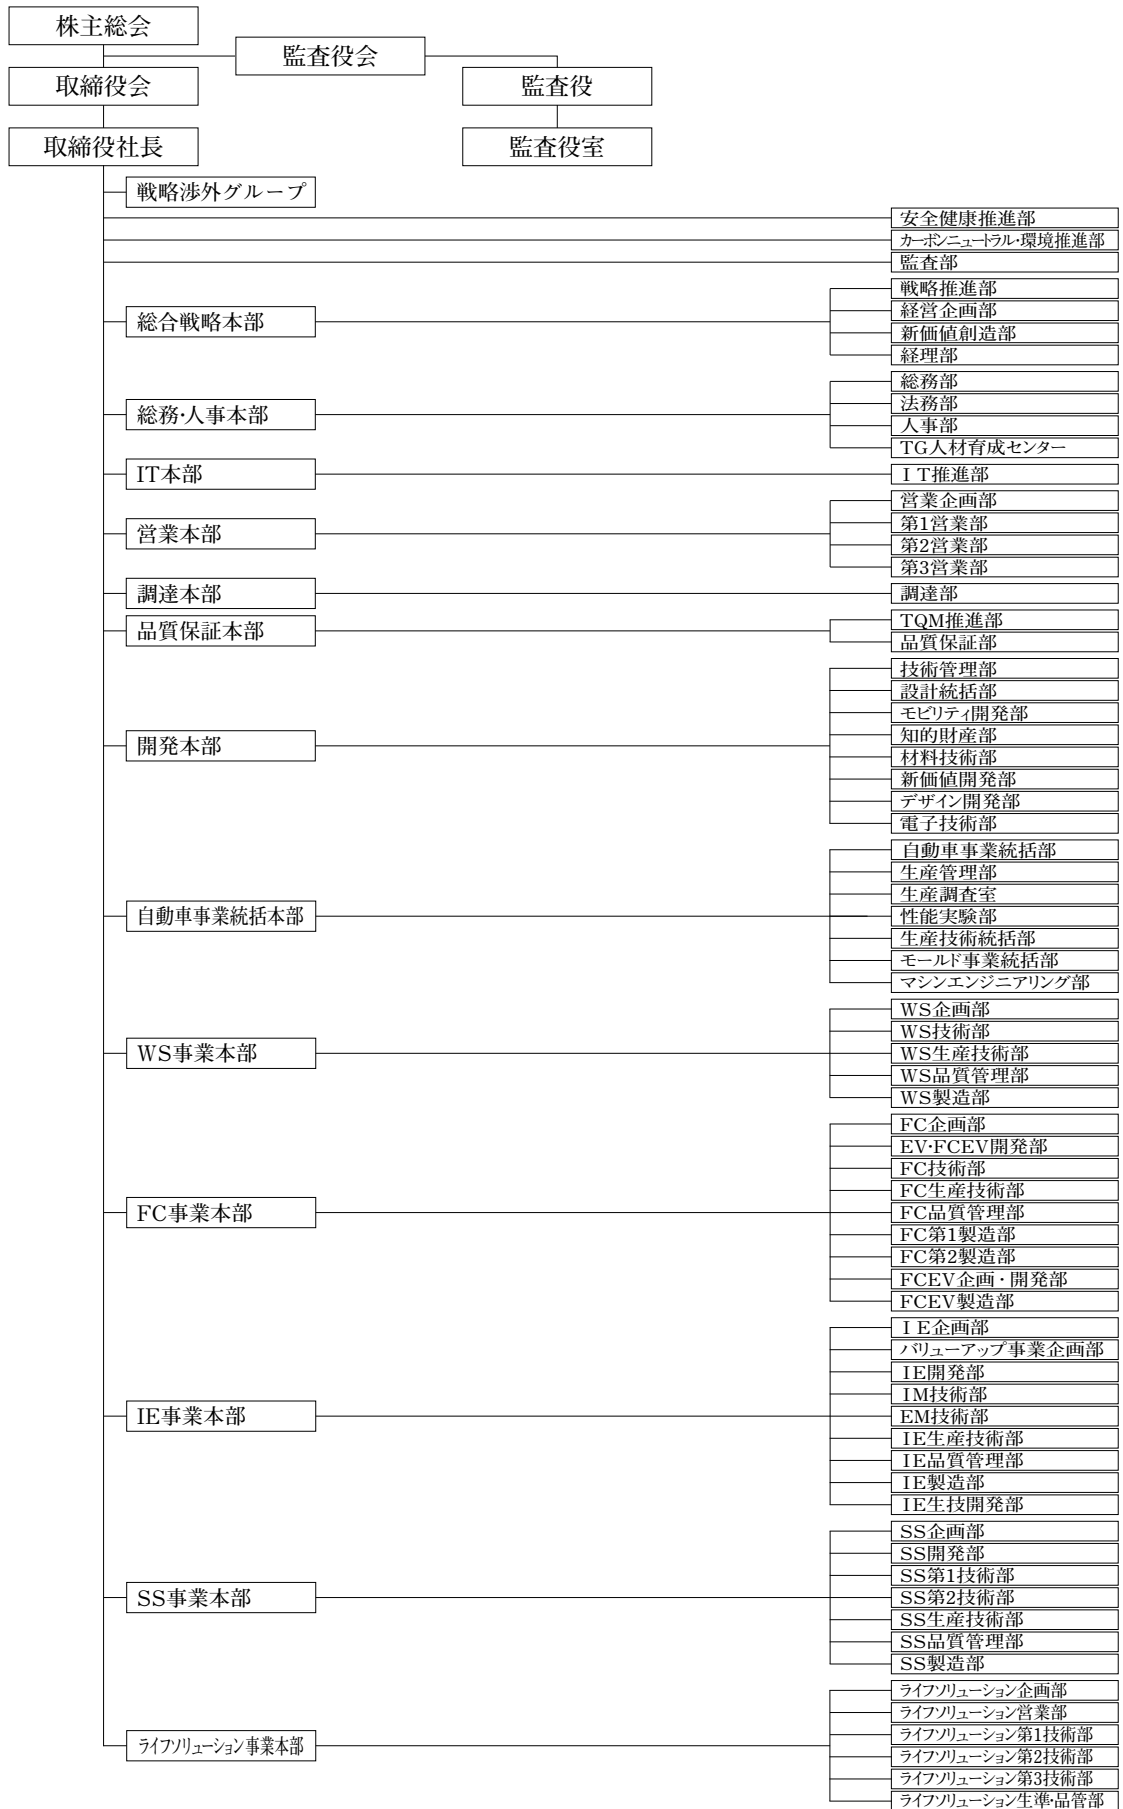 株主総会
監査役会
取締役会
監査役
取締役社長
監査役室
戦略渉外グループ
安全健康推進部
カーボンニュートラル・環境推進部
監査部
総合戦略本部
戦略推進部
経営企画部
新価値創造部
経理部
総務・人事本部
総務部
法務部
人事部
TG人材育成センター
IT本部
IT推進部
営業本部
営業企画部
第1営業部
第2営業部
第3営業部
調達本部
調達部
品質保証本部
TQM推進部
品質保証部
開発本部
技術管理部
設計統括部
モビリティ開発部
知的財産部
材料技術部
新価値開発部
デザイン開発部
電子技術部
自動車事業統括本部
自動車事業統括部
生産管理部
生産調査室
性能実験部
生産技術統括部
モールド事業統括部
マシンエンジニアリング部
WS事業本部
WS企画部
WS技術部
WS生産技術部
WS品質管理部
WS製造部
FC事業本部
FC企画部
EV・FCEV開発部
FC技術部
FC生産技術部
FC品質管理部
FC第1製造部
FC第2製造部
FCEV企画・開発部
FCEV製造部
IE事業本部
IE企画部
バリューアップ事業企画部
IE開発部
IM技術部
EM技術部
IE生産技術部
IE品質管理部
IE製造部
IE生技開発部
SS事業本部
SS企画部
SS開発部
SS第1技術部
SS第2技術部
SS生産技術部
SS品質管理部
SS製造部
ライフソリューション事業本部
ライフソリューション企画部
ライフソリューション営業部
ライフソリューション第1技術部
ライフソリューション第2技術部
ライフソリューション第3技術部
ライフソリューション生準・品管部